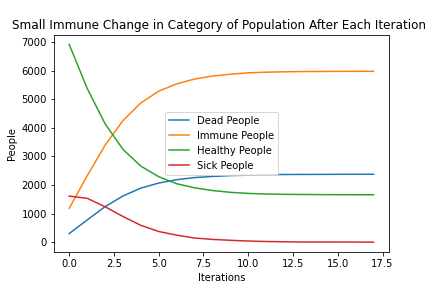 Small Immune Change in Category of Population After Each Iteration
7000
6000
5000
4000
3000
2000
1000
0
People
Dead People
Immune People
Healthy People
Sick People
0.0 2.5 5.0 7.5 10.0 12.5 15.0 17.5
Iterations